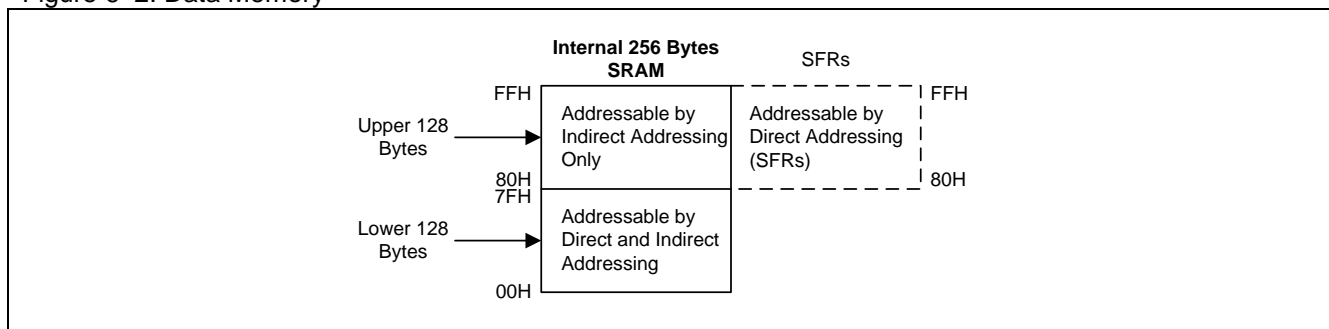 Figure 6-2. Data Memory
Internal 256 Bytes
SRAM
SFRs
FFH
FFH
Upper 128
Bytes
Addressable by
Indirect Addressing
Only
Addressable by
Direct Addressing
(SFRs)
80H
80H
7FH
Lower 128
Bytes
Addressable by
Direct and Indirect
Addressing
00H